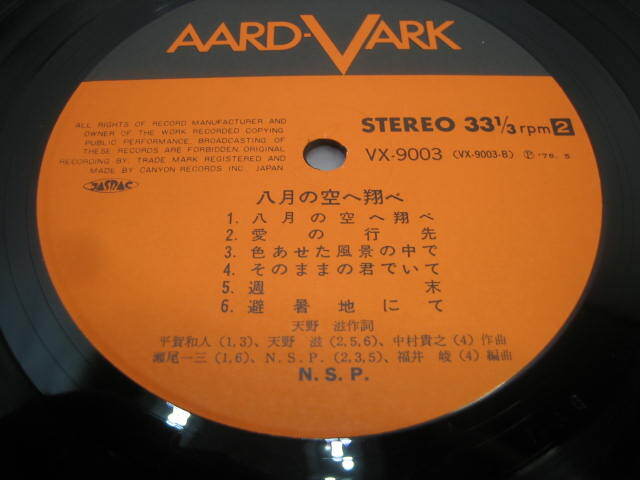 AARD-VARK
ALL RIGHTS OF RECORD MANUFACTURER AND
OWNER OF THE WORK RECORDED COPYING
PUBLIC PERFORMANCE, BROADCASTING OF
THESE RECORDS ARE FORBIDDEN ORIGINAL
RECORDING BY, TRADE MARK REGISTERED AND
MADE BY CANYON RECORDS INC. JAPAN
JASRAC
STEREO 33⅓ rpm 2
VX-9003 (VX-9003-B) Ⓟ '78. 5
八月の空へ翔べ
1. 八月の空へ翔べ
2. 愛の行先
3. 色あせた風景の中で
4. そのままの君でいて
5. 週末
6. 避暑地にて
天野 滋作詞
平賀和人(1,3)、天野 滋(2,5,6)、中村貴之(4)作曲
瀬尾一三(1,6)、N.S.P.(2,3,5)、福井 峻(4)編曲
N.S.P.